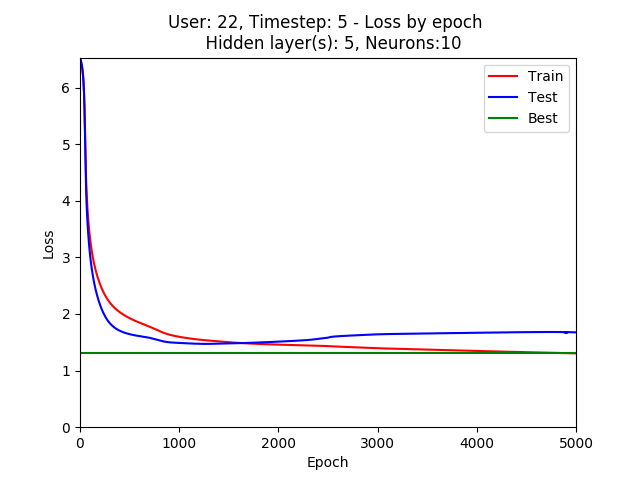 User: 22, Timestep: 5 - Loss by epoch
Hidden layer(s): 5, Neurons:10
Train
Test
Best
6
5
4
3
2
1
0
Loss
0
1000
2000
3000
4000
5000
Epoch